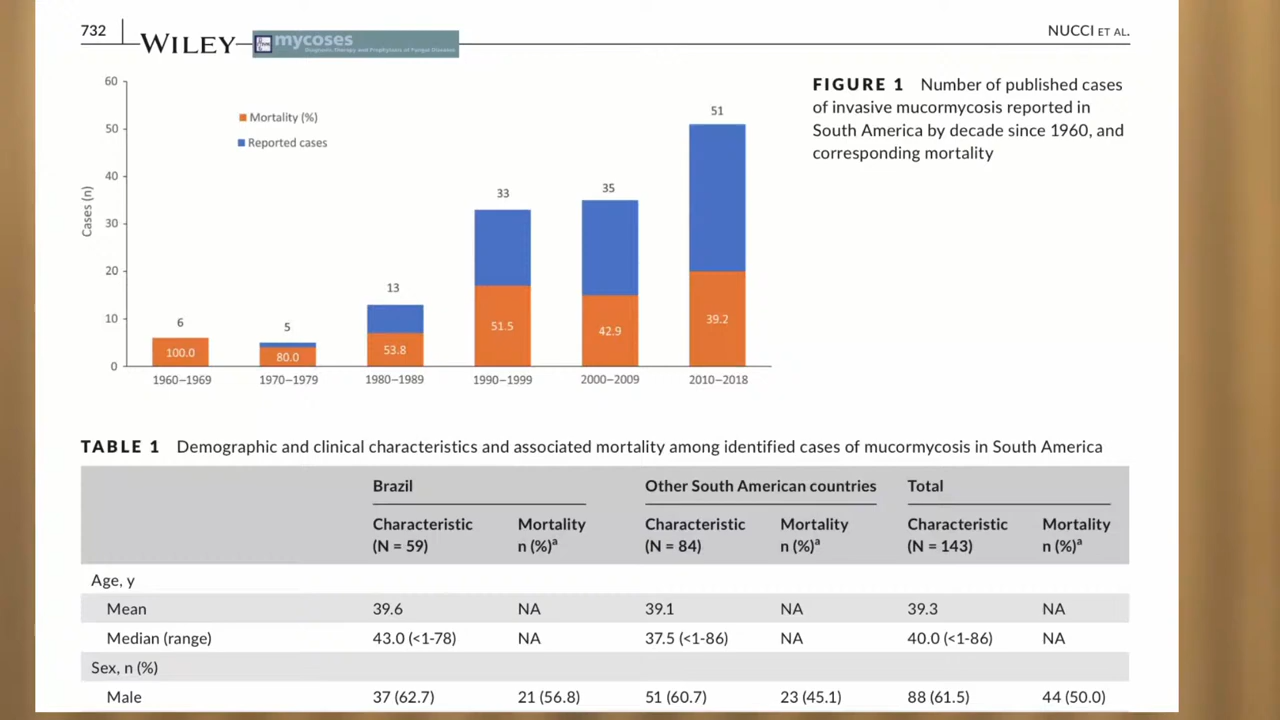 732
WILEY
mycoses
Diagnosis, Therapy and Prophylaxis of Fungal Diseases
NUCCI ET AL.
60
50
40
30
20
10
0
Cases (n)
Mortality (%)
Reported cases
6
5
13
33
35
51
100.0
80.0
53.8
51.5
42.9
39.2
1960–1969
1970–1979
1980–1989
1990–1999
2000–2009
2010–2018
FIGURE 1 Number of published cases
of invasive mucormycosis reported in
South America by decade since 1960, and
corresponding mortality
TABLE 1 Demographic and clinical characteristics and associated mortality among identified cases of mucormycosis in South America
Brazil Other South American countries Total
Characteristic Mortality Characteristic Mortality Characteristic Mortality
(N = 59) n (%)ᵃ (N = 84) n (%)ᵃ (N = 143) n (%)ᵃ
Age, y
Mean 39.6 NA 39.1 NA 39.3 NA
Median (range) 43.0 (<1-78) NA 37.5 (<1-86) NA 40.0 (<1-86) NA
Sex, n (%)
Male 37 (62.7) 21 (56.8) 51 (60.7) 23 (45.1) 88 (61.5) 44 (50.0)